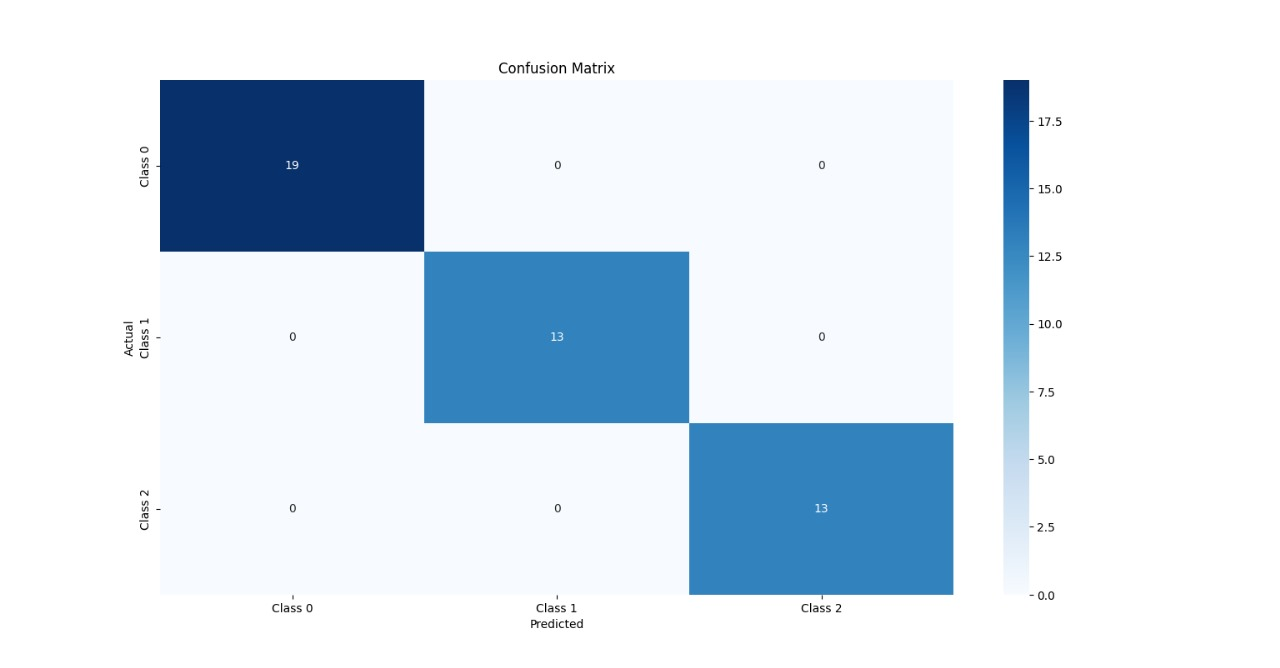 Confusion Matrix
Class 0
19
0
0
Actual
Class 1
0
13
0
Class 2
0
0
13
Class 0
Class 1
Class 2
Predicted
17.5
15.0
12.5
10.0
7.5
5.0
2.5
0.0